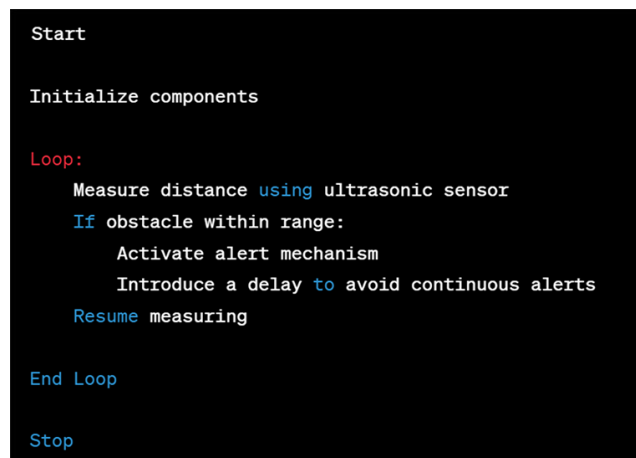 Start
Initialize components
Loop:
Measure distance using ultrasonic sensor
If obstacle within range:
Activate alert mechanism
Introduce a delay to avoid continuous alerts
Resume measuring
End Loop
Stop